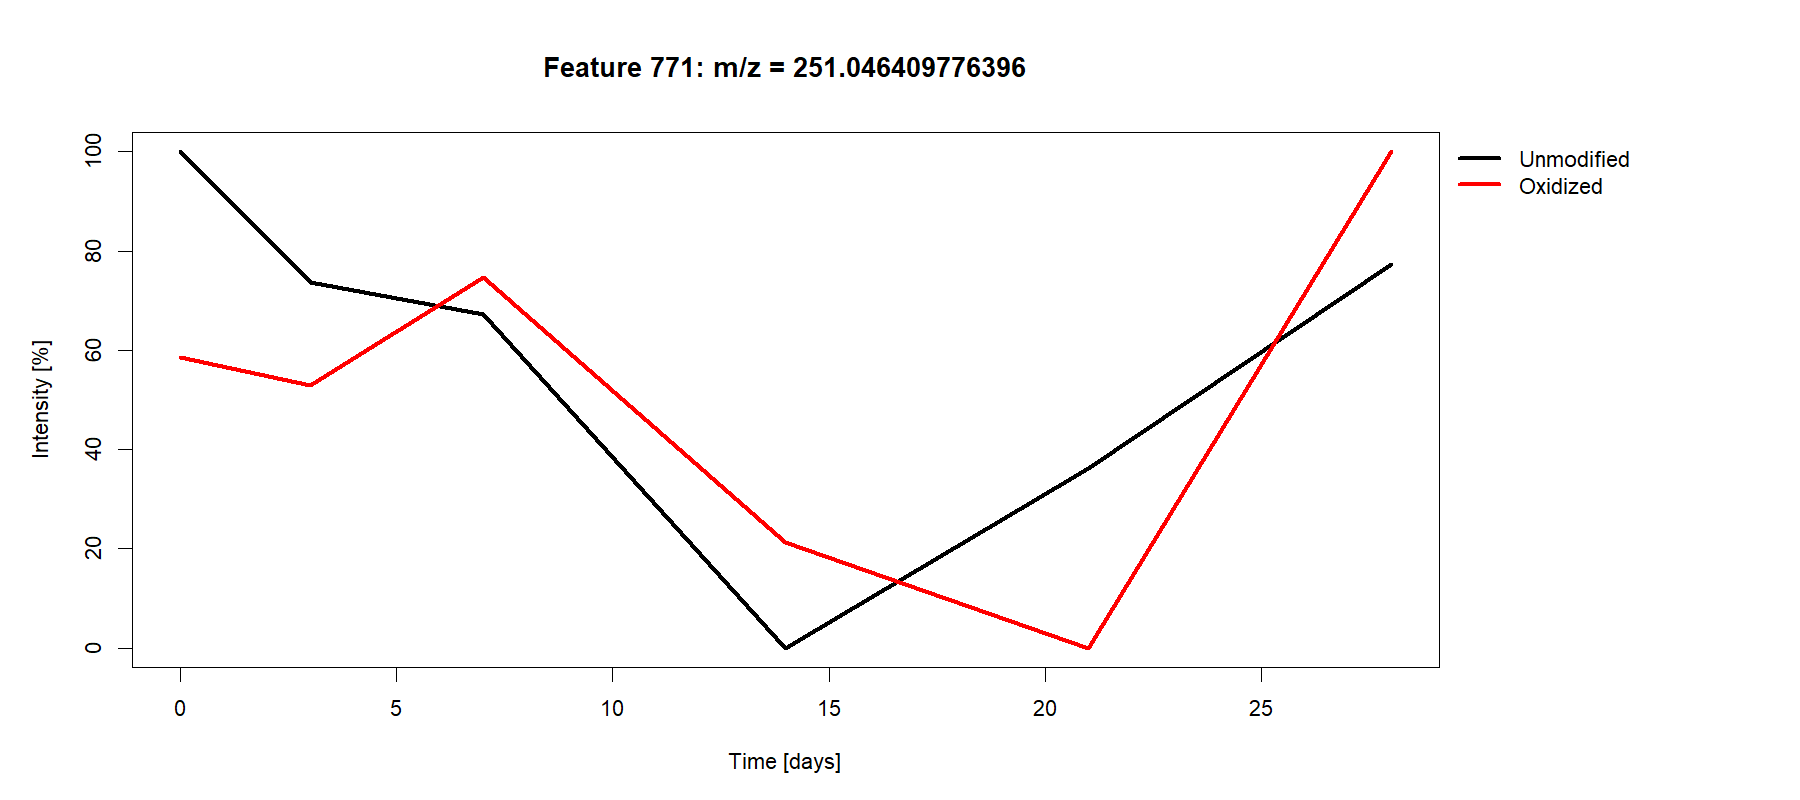 Feature 771: m/z = 251.046409776396
Unmodified
Oxidized
Intensity [%]
100
80
60
40
20
0
0 5 10 15 20 25
Time [days]